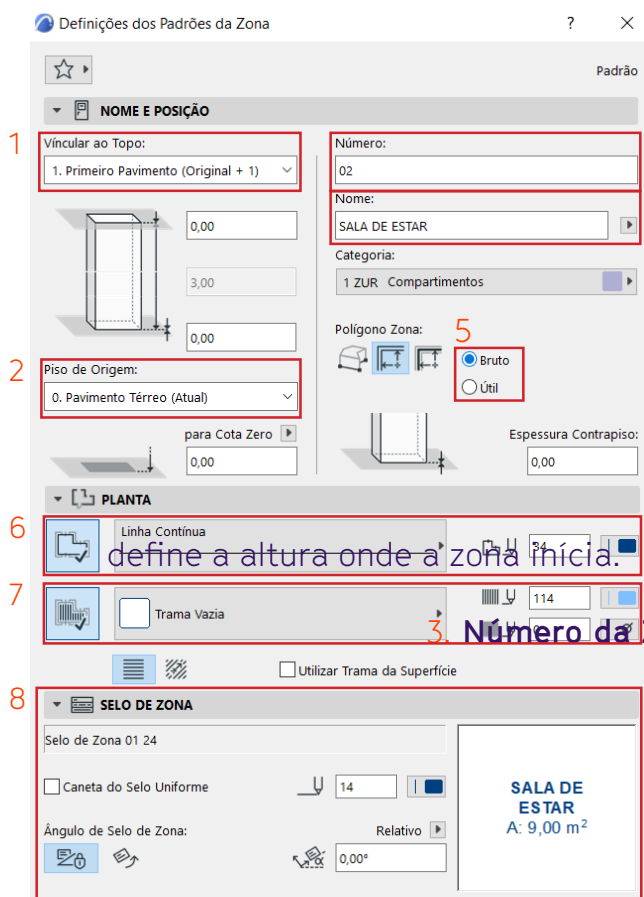 Definições dos Padrões da Zona ? ×
Padrão
NOME E POSIÇÃO
1
Víncular ao Topo:
1. Primeiro Pavimento (Original + 1)
0,00
3,00
0,00
2
Piso de Origem:
0. Pavimento Térreo (Atual)
para Cota Zero
0,00
Número:
02
Nome:
SALA DE ESTAR
Categoria:
1 ZUR Compartimentos
Polígono Zona:
5
Bruto
Útil
Espessura Contrapiso:
0,00
PLANTA
6
Linha Contínua
34
define a altura onde a zona inícia.
7
Trama Vazia
114
0
3. Número da
Utilizar Trama da Superfície
8
SELO DE ZONA
Selo de Zona 01 24
Caneta do Selo Uniforme
14
Ângulo de Selo de Zona:
Relativo
0,00°
SALA DE
ESTAR
A: 9,00 m²